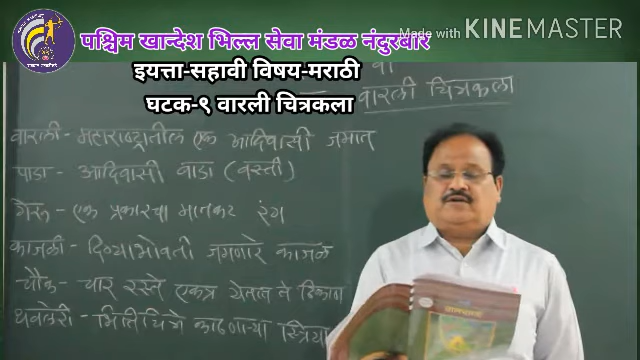 पश्चिम खान्देश भिल्ल सेवा मंडळ नंदुरबार
Made with KINEMASTER
इयत्ता-सहावी विषय-मराठी
घटक-९ वारली चित्रकला
वारली चित्रकला
वारली - महाराष्ट्रातील एक आदिवासी जमात
पाडा - आदिवासी वाडा (वस्ती)
गेरू - एक प्रकारचा मातकट रंग
काजळी - दिव्याभोवती जमणारे काजळ
चौक - चार रस्ते एकत्र येतात ते ठिकाण
धवलेरी - भित्तिचित्रे काढणाऱ्या स्त्रिया